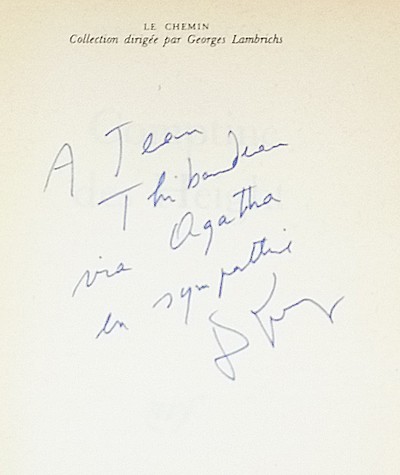 LE CHEMIN
Collection dirigée par Georges Lambrichs
A Jean
Thibaudeau
via Agatha
en sympathie